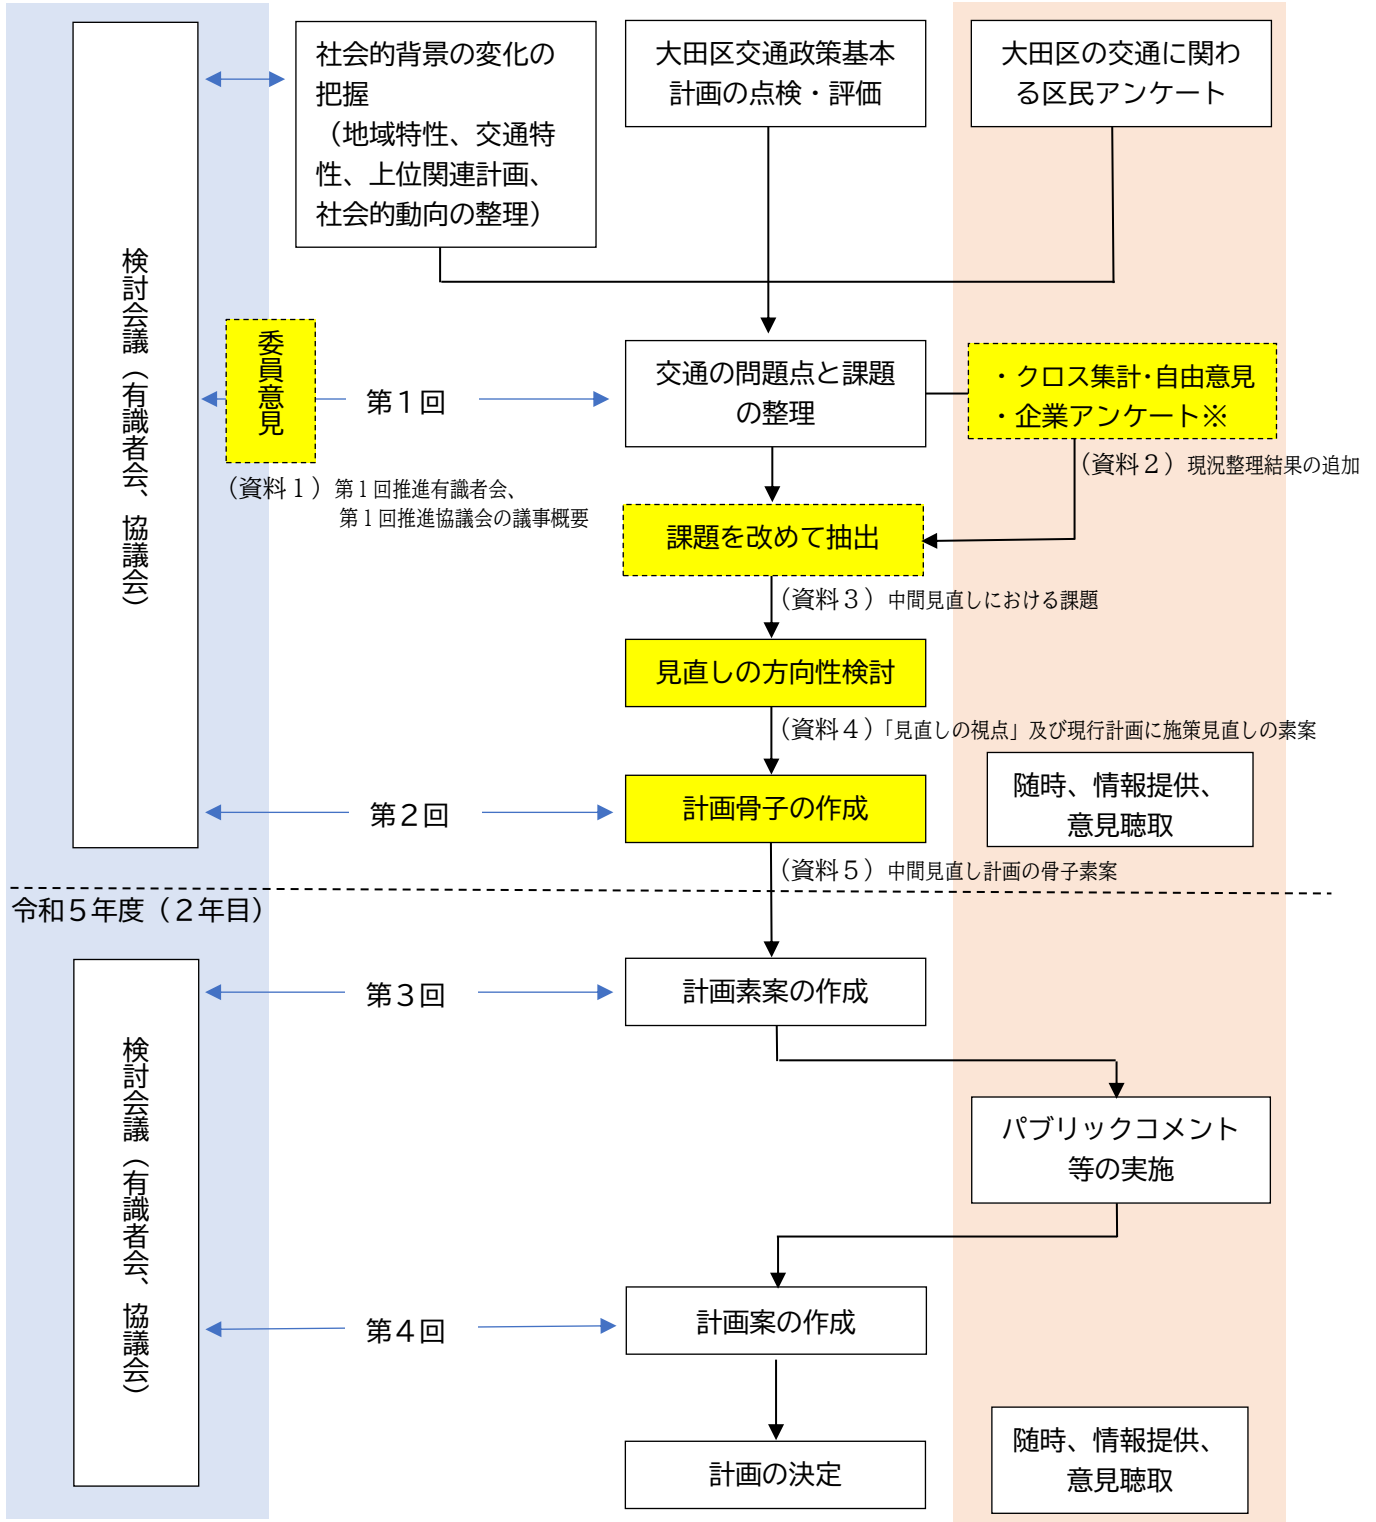 社会的背景の変化の
把握
（地域特性、交通特
性、上位関連計画、
社会的動向の整理）
大田区交通政策基本
計画の点検・評価
大田区の交通に関わ
る区民アンケート
検討会議（有識者会、協議会）
委員意見
第１回
交通の問題点と課題
の整理
・クロス集計・自由意見
・企業アンケート※
（資料２）現況整理結果の追加
（資料１）第１回推進有識者会、
第１回推進協議会の議事概要
課題を改めて抽出
（資料３）中間見直しにおける課題
見直しの方向性検討
（資料４）「見直しの視点」及び現行計画に施策見直しの素案
第２回
計画骨子の作成
随時、情報提供、
意見聴取
（資料５）中間見直し計画の骨子素案
令和５年度（２年目）
検討会議（有識者会、協議会）
第３回
計画素案の作成
パブリックコメント
等の実施
第４回
計画案の作成
計画の決定
随時、情報提供、
意見聴取